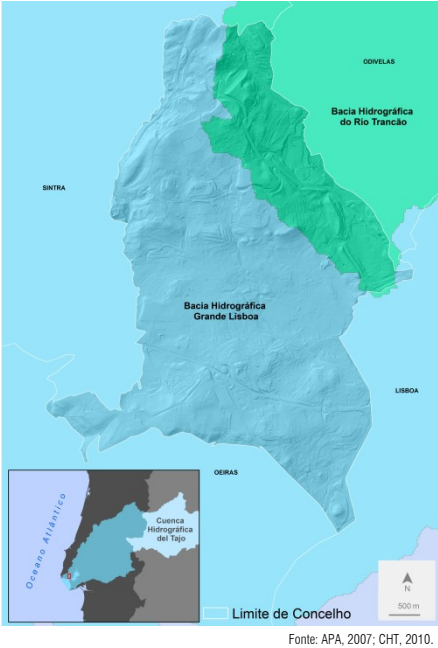 ODIVELAS
Bacia Hidrográfica
do Rio Trancão
SINTRA
Bacia Hidrográfica
Grande Lisboa
LISBOA
OEIRAS
Oceano Atlântico
Cuenca
Hidrográfica
del Tajo
N
500 m
Limite de Concelho
Fonte: APA, 2007; CHT, 2010.